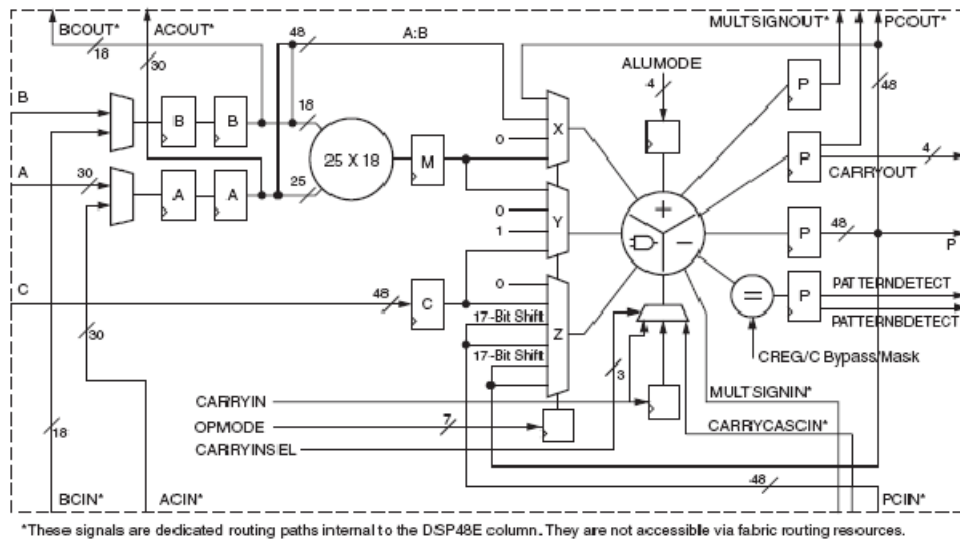 BCOUT* ACOUT* MULTSIGNOUT* PCOUT*
18 48 A:B
30 ALUMODE 48
4
B 18 B B X P
0
25 X 18 M P 4
A 30 A A 25 CARRYOUT
0 Y +
1 − P 48
P
C 48 C 0 = P PATTERNDETECT
30 17-Bit Shift Z PATTERNBDETECT
17-Bit Shift
CREG/C Bypass/Mask
3
CARRYIN MULTSIGNIN*
18 OPMODE 7 CARRYCASCIN*
CARRYINSEL
48
BCIN* ACIN* PCIN*
*These signals are dedicated routing paths internal to the DSP48E column. They are not accessible via fabric routing resources.